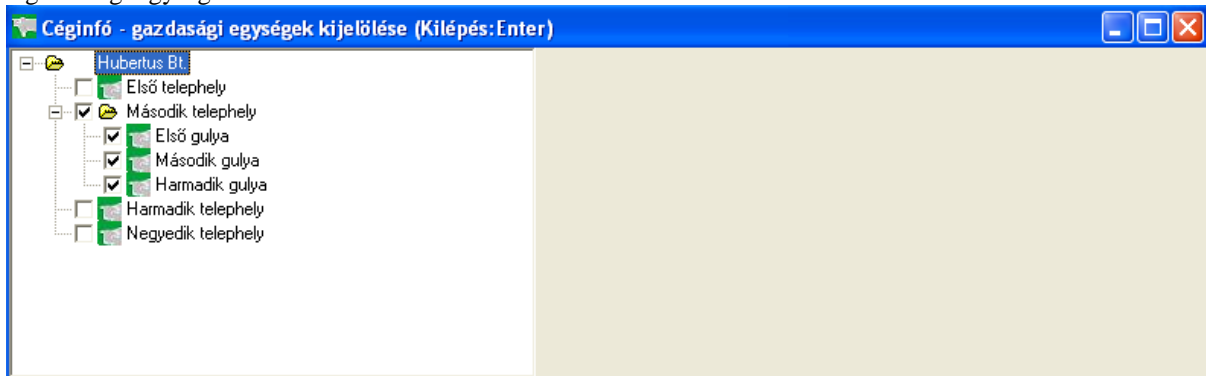 Céginfó - gazdasági egységek kijelölése (Kilépés:Enter)
Hubertus Bt.
Első telephely
Második telephely
Első gulya
Második gulya
Harmadik gulya
Harmadik telephely
Negyedik telephely